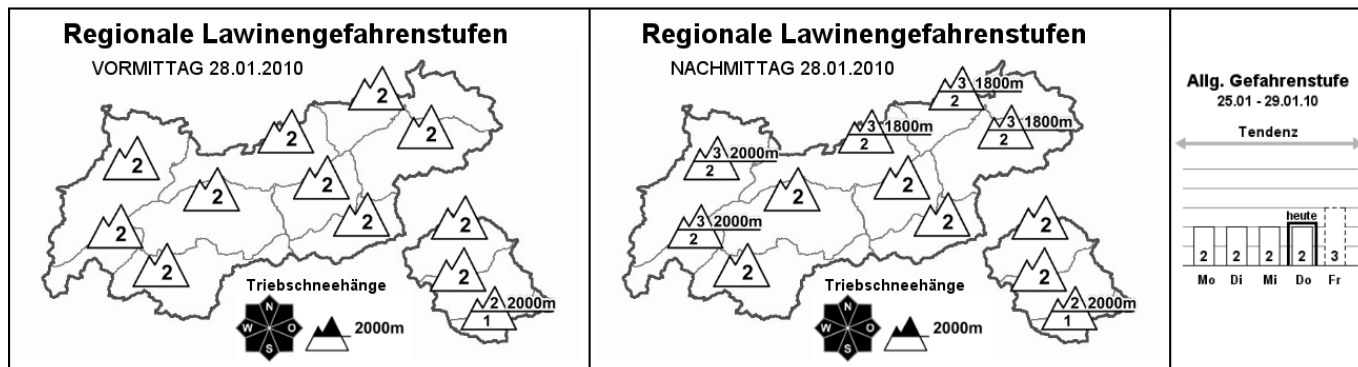 Regionale Lawinengefahrenstufen
VORMITTAG 28.01.2010
2
2
2
2
2
2
2
2
2
2
2
2
2 2000m
1
Triebschneehänge
N
W O
S
2000m
Regionale Lawinengefahrenstufen
NACHMITTAG 28.01.2010
3 1800m
2
3 1800m
2
3 1800m
2
3 2000m
2
2
2
3 2000m
2
2
2
2
2
2 2000m
1
Triebschneehänge
N
W O
S
2000m
Allg. Gefahrenstufe
25.01 - 29.01.10
Tendenz
heute
2 2 2 2 3
Mo Di Mi Do Fr